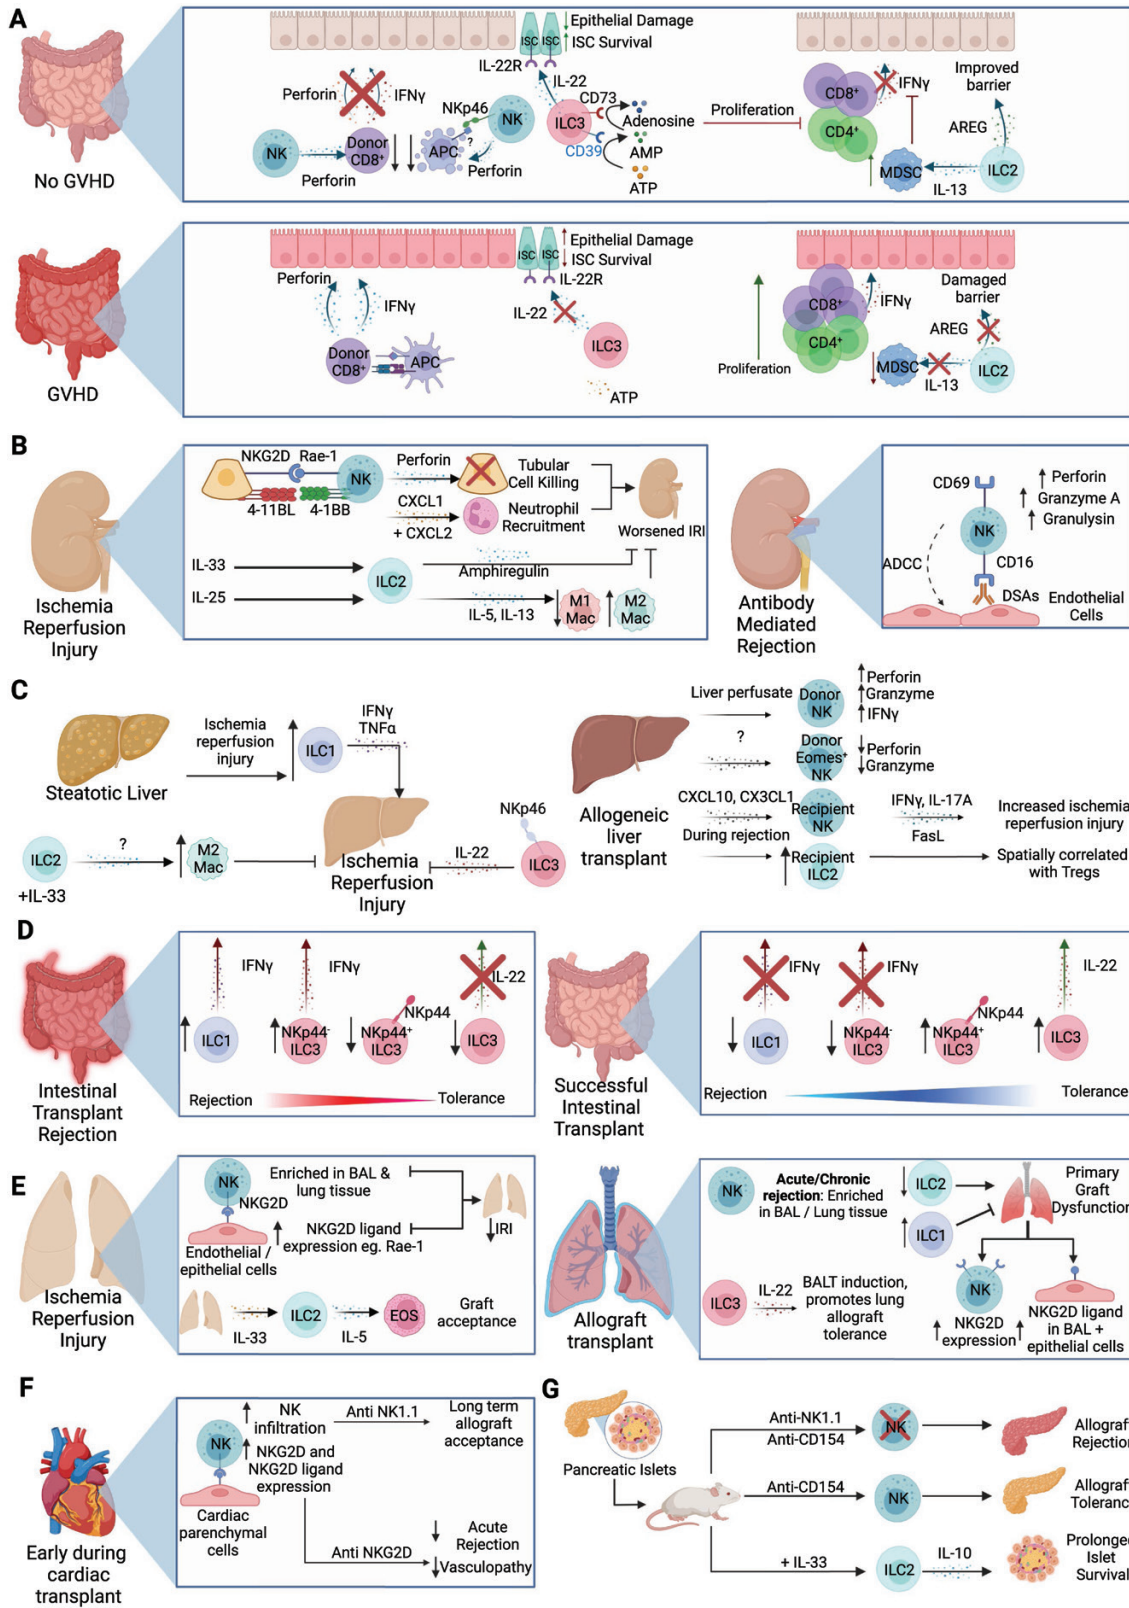 A
No GVHD
Perforin
IFNγ
NK
Perforin
Donor
CD8⁺
APC
NKp46
?
NK
Perforin
ISC
ISC
Epithelial Damage
ISC Survival
IL-22R
IL-22
ILC3
CD73
CD39
Adenosine
AMP
ATP
Proliferation
CD8⁺
CD4⁺
IFNγ
Improved
barrier
AREG
MDSC
IL-13
ILC2
GVHD
Perforin
IFNγ
Donor
CD8⁺
APC
ISC
ISC
Epithelial Damage
ISC Survival
IL-22R
IL-22
ILC3
ATP
Proliferation
CD8⁺
CD4⁺
IFNγ
Damaged
barrier
AREG
MDSC
IL-13
ILC2
B
Ischemia
Reperfusion
Injury
NKG2D
Rae-1
NK
4-11BL
4-1BB
Perforin
CXCL1
+ CXCL2
Tubular
Cell Killing
Neutrophil
Recruitment
Worsened IRI
IL-33
IL-25
ILC2
Amphiregulin
IL-5, IL-13
M1
Mac
M2
Mac
Antibody
Mediated
Rejection
CD69
NK
Perforin
Granzyme A
Granulysin
ADCC
CD16
DSAs
Endothelial
Cells
C
Steatotic Liver
Ischemia
reperfusion
injury
ILC1
IFNγ
TNFα
ILC2
+IL-33
?
M2
Mac
Ischemia
Reperfusion
Injury
IL-22
NKp46
ILC3
Allogeneic
liver
transplant
Liver perfusate
Donor
NK
Perforin
Granzyme
IFNγ
?
Donor
Eomes⁺
NK
Perforin
Granzyme
CXCL10, CX3CL1
During rejection
Recipient
NK
IFNγ, IL-17A
FasL
Increased ischemia
reperfusion injury
Recipient
ILC2
Spatially correlated
with Tregs
D
Intestinal
Transplant
Rejection
IFNγ
ILC1
IFNγ
NKp44⁻
ILC3
NKp44
NKp44⁺
ILC3
IL-22
ILC3
Rejection
Tolerance
Successful
Intestinal
Transplant
IFNγ
ILC1
IFNγ
NKp44⁻
ILC3
NKp44
NKp44⁺
ILC3
IL-22
ILC3
Rejection
Tolerance
E
Ischemia
Reperfusion
Injury
NK
NKG2D
Endothelial /
epithelial cells
Enriched in BAL &
lung tissue
NKG2D ligand
expression eg. Rae-1
IRI
IL-33
ILC2
IL-5
EOS
Graft
acceptance
Allograft
transplant
NK
Acute/Chronic
rejection: Enriched
in BAL / Lung tissue
ILC2
ILC1
Primary
Graft
Dysfunction
ILC3
IL-22
BALT induction,
promotes lung
allograft
tolerance
NK
NKG2D
expression
NKG2D ligand
in BAL +
epithelial cells
F
Early during
cardiac
transplant
NK
Cardiac
parenchymal
cells
NK
infiltration
NKG2D and
NKG2D ligand
expression
Anti NK1.1
Long term
allograft
acceptance
Anti NKG2D
Acute
Rejection
Vasculopathy
G
Pancreatic Islets
Anti-NK1.1
Anti-CD154
NK
Allograft
Rejection
Anti-CD154
NK
Allograft
Tolerance
+ IL-33
ILC2
IL-10
Prolonged
Islet
Survival